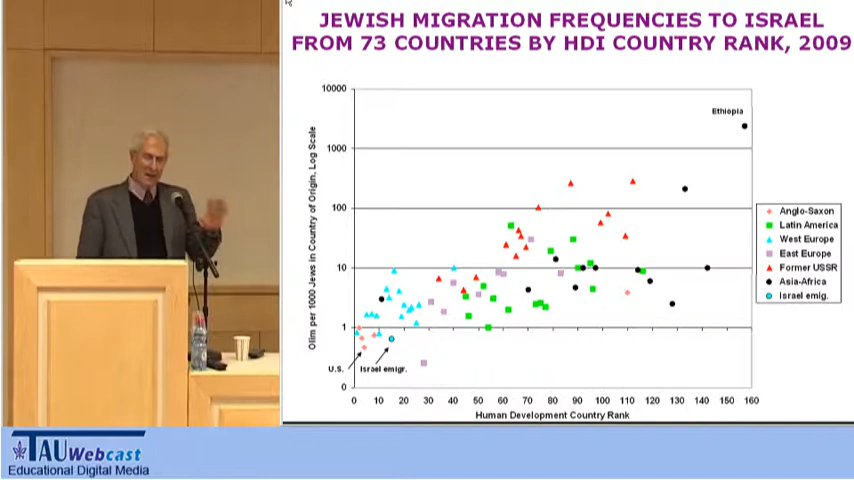 JEWISH MIGRATION FREQUENCIES TO ISRAEL
FROM 73 COUNTRIES BY HDI COUNTRY RANK, 2009
Olim per 1000 Jews in Country of Origin, Log Scale
10000
1000
100
10
1
0
Ethiopia
U.S.
Israel emigr.
0 10 20 30 40 50 60 70 80 90 100 110 120 130 140 150 160
Human Development Country Rank
Anglo-Saxon
Latin America
West Europe
East Europe
Former USSR
Asia-Africa
Israel emig.
TAU Webcast
Educational Digital Media